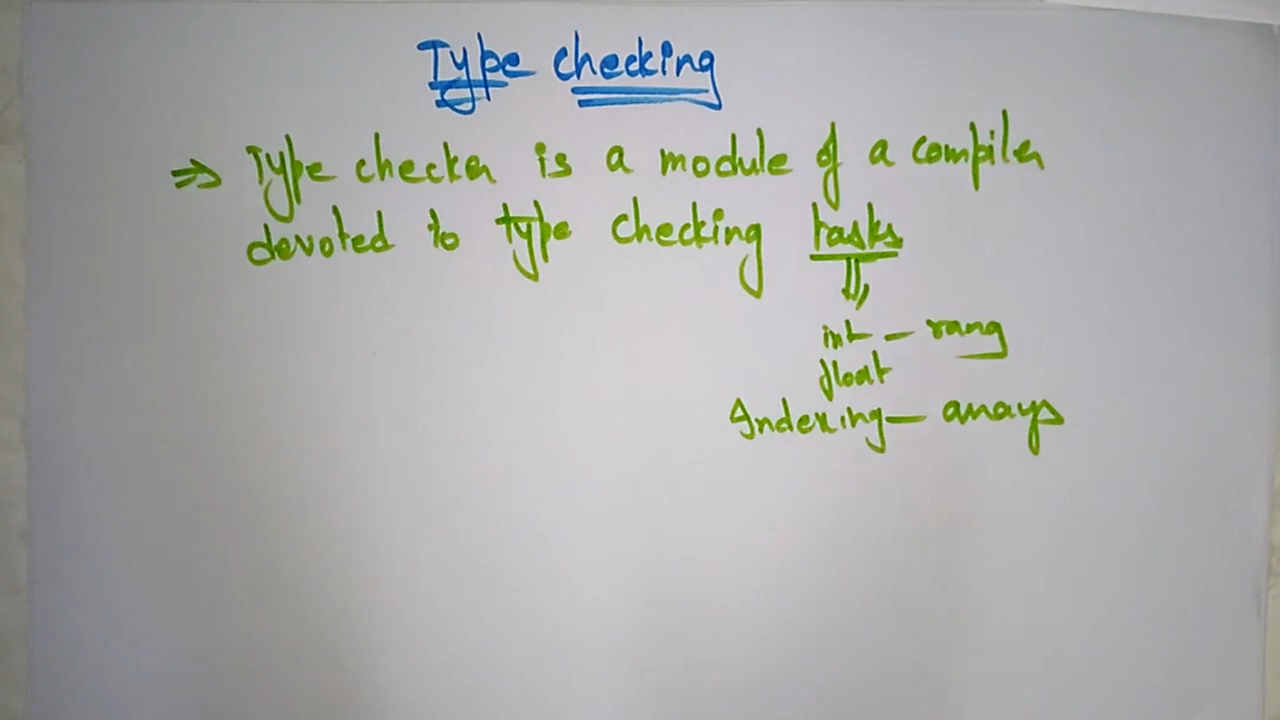 Type checking
⇒ Type checker is a module of a compiler
devoted to type checking tasks
⇓,
int - rang
float
Indexing - arrays